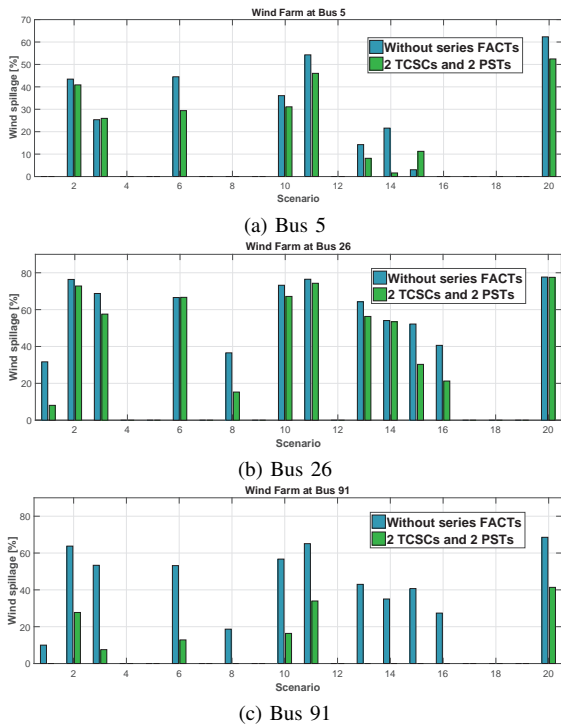 Wind Farm at Bus 5
Wind spillage [%]
70
60
50
40
30
20
10
0
Without series FACTs
2 TCSCs and 2 PSTs
2 4 6 8 10 12 14 16 18 20
Scenario
(a) Bus 5
Wind Farm at Bus 26
Wind spillage [%]
80
60
40
20
0
Without series FACTs
2 TCSCs and 2 PSTs
2 4 6 8 10 12 14 16 18 20
Scenario
(b) Bus 26
Wind Farm at Bus 91
Wind spillage [%]
80
60
40
20
0
Without series FACTs
2 TCSCs and 2 PSTs
2 4 6 8 10 12 14 16 18 20
Scenario
(c) Bus 91